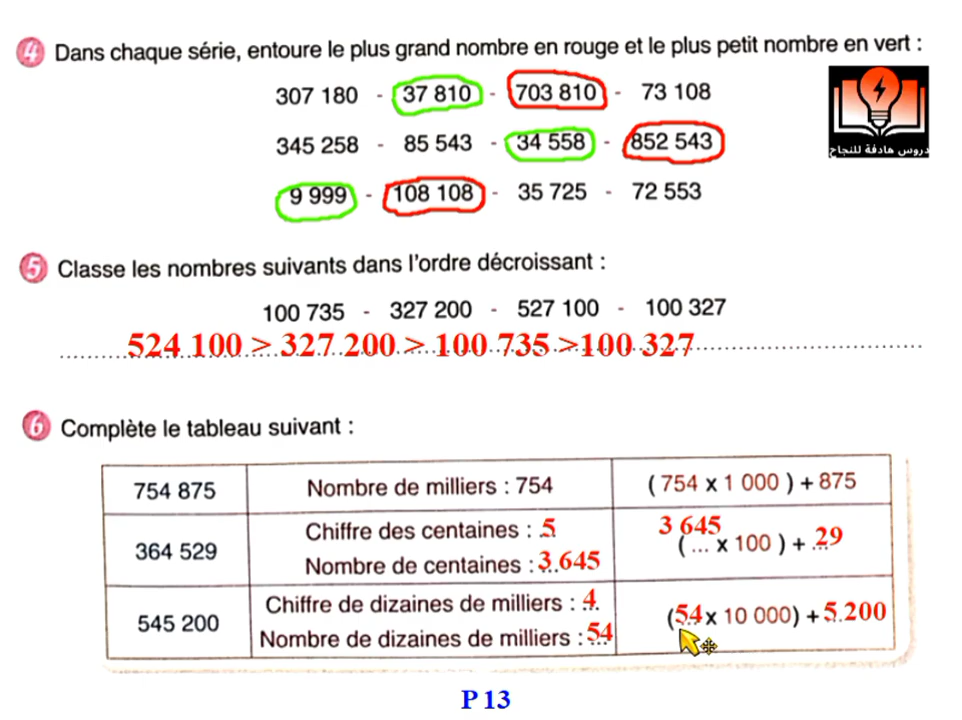 4 Dans chaque série, entoure le plus grand nombre en rouge et le plus petit nombre en vert :
307 180 - 37 810 - 703 810 - 73 108
دروس هادفة للنجاح
345 258 - 85 543 - 34 558 - 852 543
9 999 - 108 108 - 35 725 - 72 553
5 Classe les nombres suivants dans l'ordre décroissant :
100 735 - 327 200 - 527 100 - 100 327
524 100 > 327 200 > 100 735 >100 327
6 Complète le tableau suivant :
754 875 Nombre de milliers : 754 ( 754 x 1 000 ) + 875
364 529 Chiffre des centaines : 5
Nombre de centaines : 3 645
3 645
( ... x 100 ) + 29
545 200 Chiffre de dizaines de milliers : 4
Nombre de dizaines de milliers : 54
(54 x 10 000) + 5 200
P 13